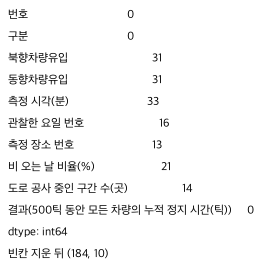 번호 0
구분 0
북향차량유입 31
동향차량유입 31
측정 시각(분) 33
관찰한 요일 번호 16
측정 장소 번호 13
비 오는 날 비율(%) 21
도로 공사 중인 구간 수(곳) 14
결과(500틱 동안 모든 차량의 누적 정지 시간(틱)) 0
dtype: int64
빈칸 지운 뒤 (184, 10)